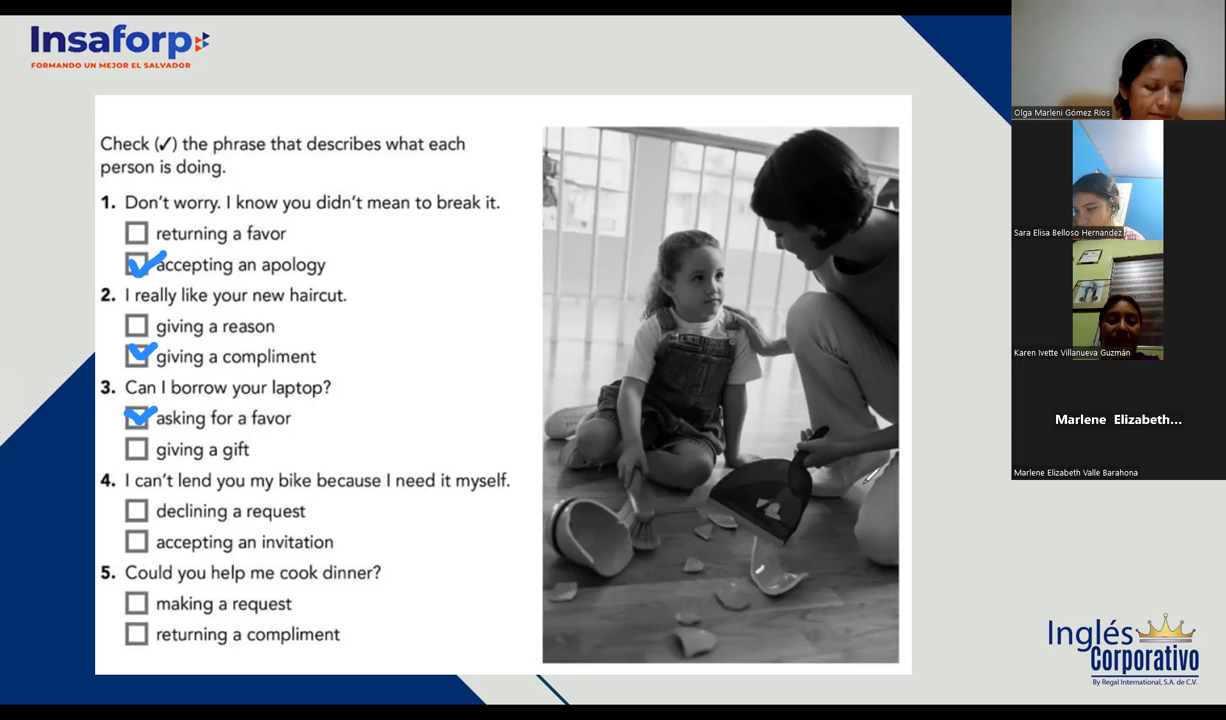 Insaforp
FORMANDO UN MEJOR EL SALVADOR
Check (✓) the phrase that describes what each
person is doing.
1. Don't worry. I know you didn't mean to break it.
returning a favor
accepting an apology
2. I really like your new haircut.
giving a reason
giving a compliment
3. Can I borrow your laptop?
asking for a favor
giving a gift
4. I can't lend you my bike because I need it myself.
declining a request
accepting an invitation
5. Could you help me cook dinner?
making a request
returning a compliment
Olga Marleni Gómez Ríos
Sara Elisa Belloso Hernandez
Karen Ivette Villanueva Guzmán
Marlene Elizabeth...
Marlene Elizabeth Valle Barahona
Inglés
Corporativo
By Regal International, S.A. de C.V.